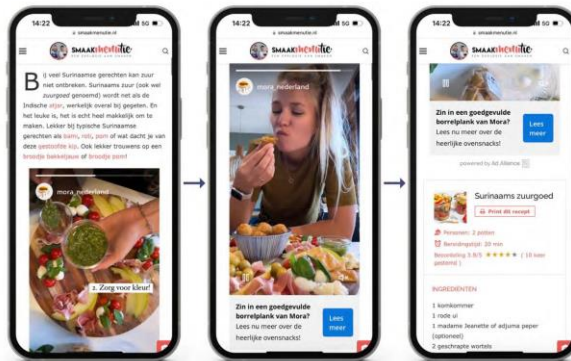 14:22
5G
smaakmenutie.nl
SMAAKmenutie
Bij veel Surinaamse gerechten kan zuur
niet ontbreken. Surinaams zuur (ook wel
zuurgoed genoemd) wordt net als de
Indische atjar, werkelijk overal bij gegeten. En
het leuke is, het is echt heel makkelijk om te
maken. Lekker bij typische Surinaamse
gerechten als bami, roti, pom of wat dacht je van
deze gestoofde kip. Ook lekker trouwens op een
broodje bakkeljauw of broodje pom!
mora_nederland
2. Zorg voor kleur!
14:22
5G
smaakmenutie.nl
SMAAKmenutie
mora_nederland
Zin in een goedgevulde
borrelplank van Mora?
Lees nu meer over de
heerlijke ovensnacks!
Lees
meer
14:22
5G
smaakmenutie.nl
SMAAKmenutie
Zin in een goedgevulde
borrelplank van Mora?
Lees nu meer over de
heerlijke ovensnacks!
Lees
meer
powered by Ad Alliance
Surinaams zuurgoed
Print dit recept
Personen: 2 potten
Bereidingstijd: 20 min
Beoordeling 3.8/5
INGREDIËNTEN
1 komkommer
1 rode ui
1 madame Jeanette of adjuma peper
(optioneel)
2 geschrapte wortels